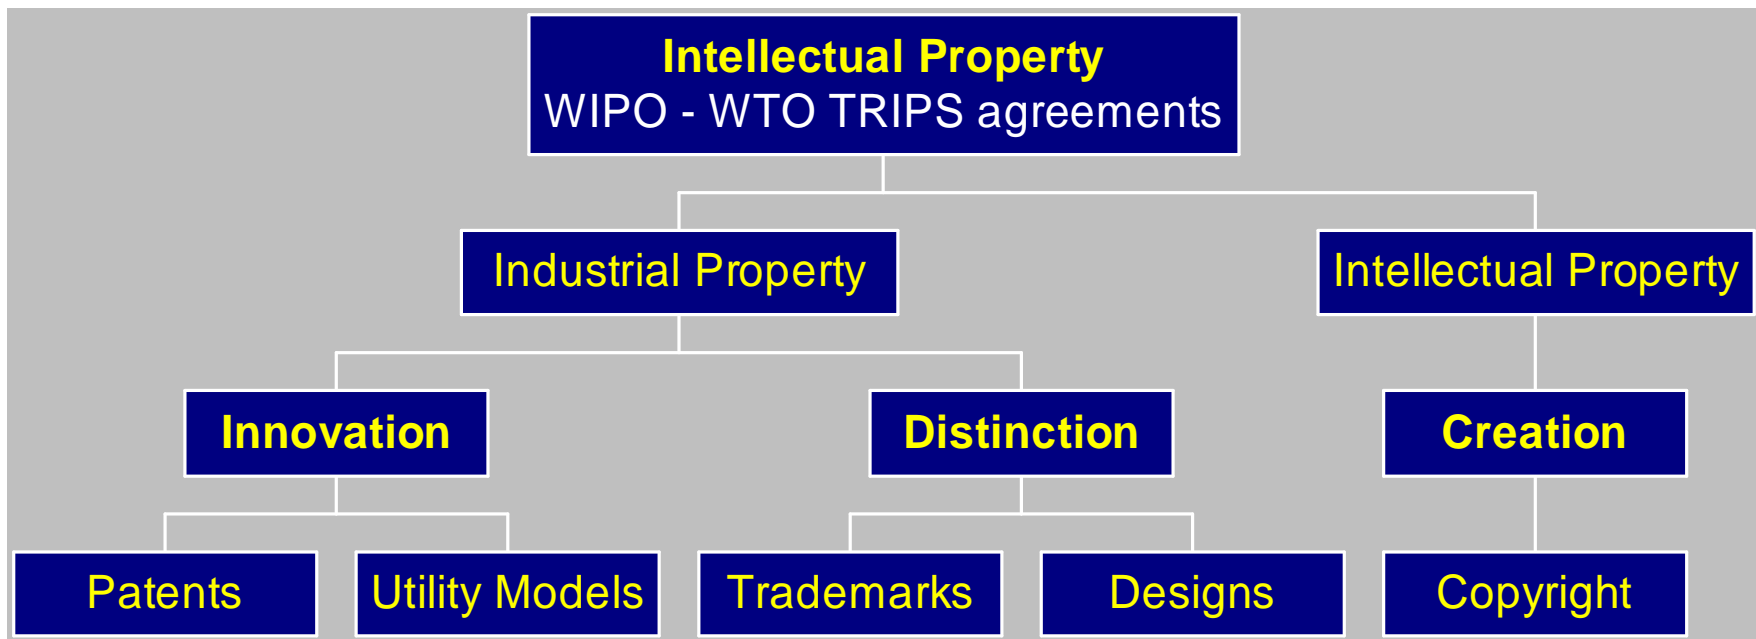 Intellectual Property
WIPO - WTO TRIPS agreements
Industrial Property
Intellectual Property
Innovation
Distinction
Creation
Patents
Utility Models
Trademarks
Designs
Copyright